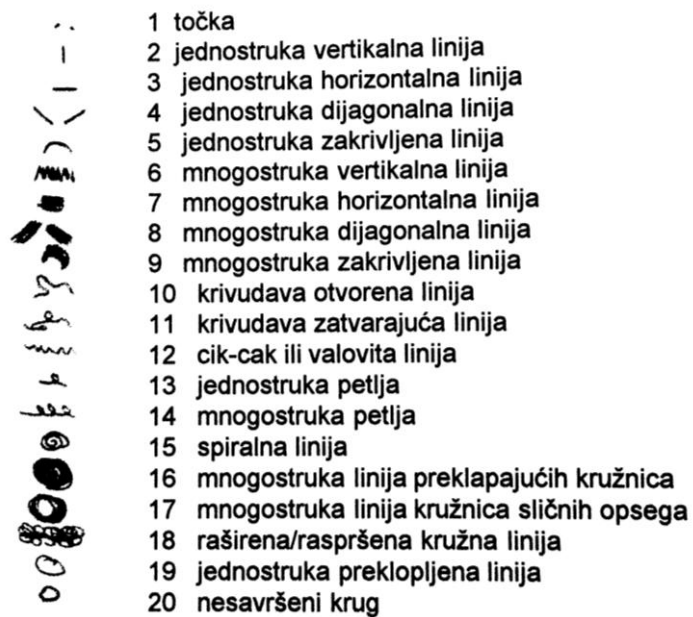 1 točka
2 jednostruka vertikalna linija
3 jednostruka horizontalna linija
4 jednostruka dijagonalna linija
5 jednostruka zakrivljena linija
6 mnogostruka vertikalna linija
7 mnogostruka horizontalna linija
8 mnogostruka dijagonalna linija
9 mnogostruka zakrivljena linija
10 krivudava otvorena linija
11 krivudava zatvarajuća linija
12 cik-cak ili valovita linija
13 jednostruka petlja
14 mnogostruka petlja
15 spiralna linija
16 mnogostruka linija preklapajućih kružnica
17 mnogostruka linija kružnica sličnih opsega
18 raširena/raspršena kružna linija
19 jednostruka preklopljena linija
20 nesavršeni krug